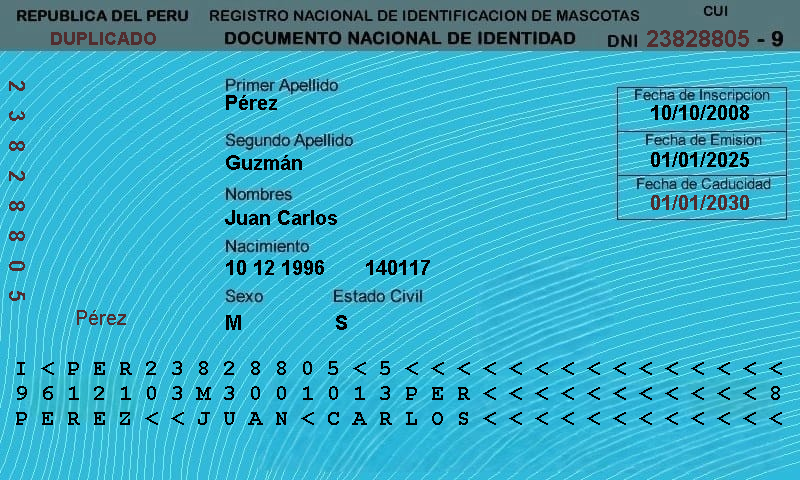 REPUBLICA DEL PERU REGISTRO NACIONAL DE IDENTIFICACION DE MASCOTAS CUI
DUPLICADO DOCUMENTO NACIONAL DE IDENTIDAD DNI 23828805 - 9
23828805
Primer Apellido
Pérez
Segundo Apellido
Guzmán
Nombres
Juan Carlos
Nacimiento
10 12 1996 140117
Sexo Estado Civil
M S
Fecha de Inscripcion
10/10/2008
Fecha de Emision
01/01/2025
Fecha de Caducidad
01/01/2030
Pérez
I<PER23828805<5<<<<<<<<<<<<<<<
9612103M3001013PER<<<<<<<<<<<8
PEREZ<<JUAN<CARLOS<<<<<<<<<<<<